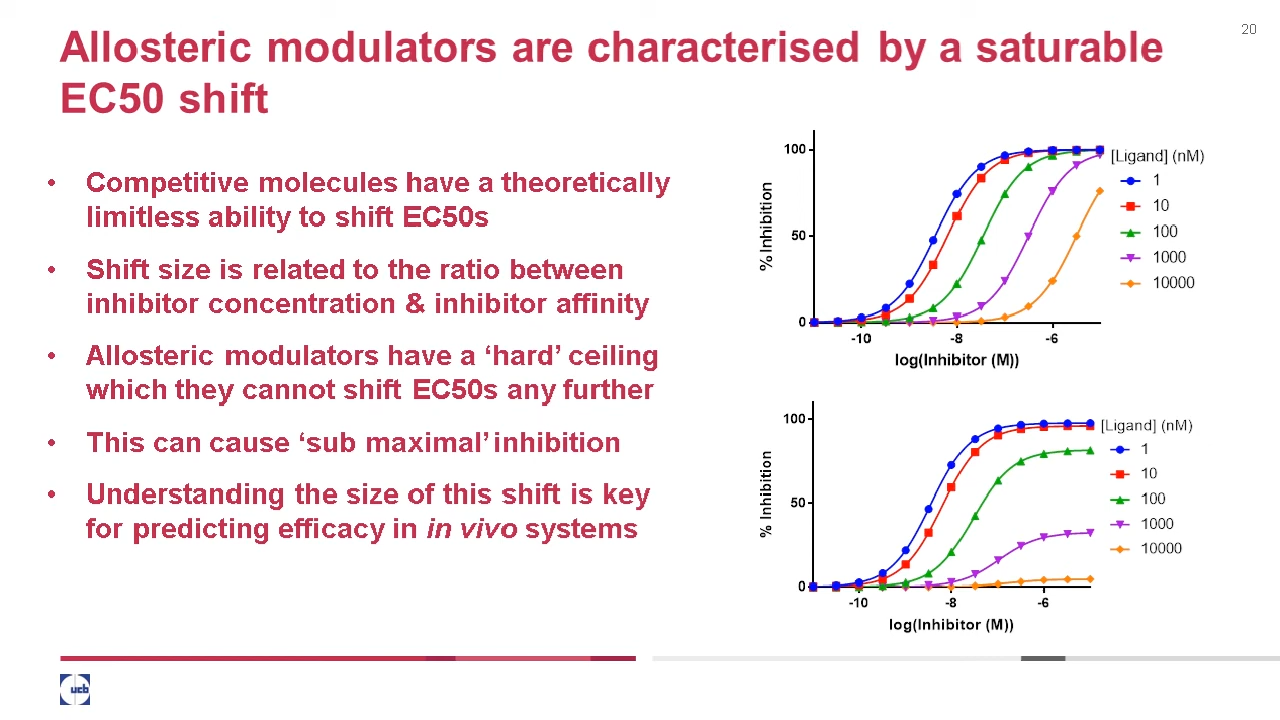 20
Allosteric modulators are characterised by a saturable
EC50 shift
• Competitive molecules have a theoretically
limitless ability to shift EC50s
• Shift size is related to the ratio between
inhibitor concentration & inhibitor affinity
• Allosteric modulators have a ‘hard’ ceiling
which they cannot shift EC50s any further
• This can cause ‘sub maximal’ inhibition
• Understanding the size of this shift is key
for predicting efficacy in in vivo systems
100
50
0
% Inhibition
-10 -8 -6
log(Inhibitor (M))
[Ligand] (nM)
1
10
100
1000
10000
100
50
0
% Inhibition
-10 -8 -6
log(Inhibitor (M))
[Ligand] (nM)
1
10
100
1000
10000
ucb